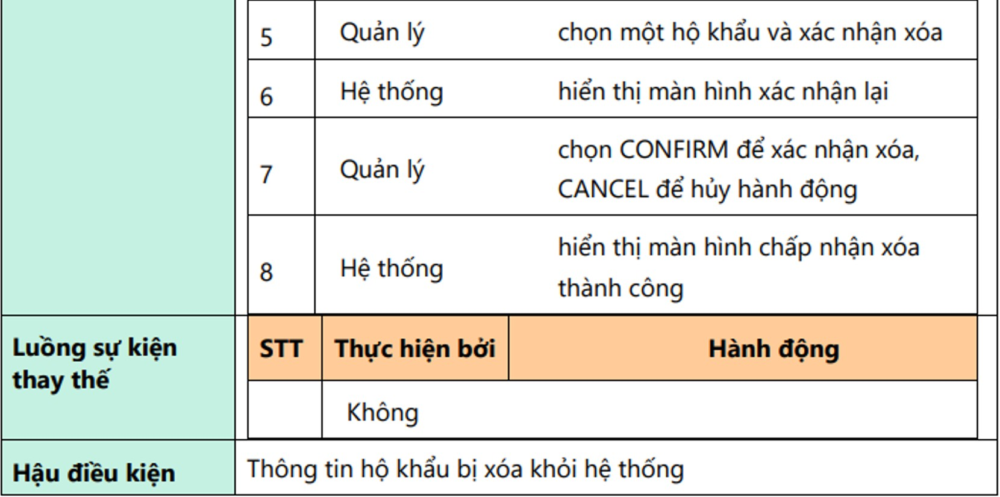 5 Quản lý chọn một hộ khẩu và xác nhận xóa
6 Hệ thống hiển thị màn hình xác nhận lại
7 Quản lý chọn CONFIRM để xác nhận xóa,
CANCEL để hủy hành động
8 Hệ thống hiển thị màn hình chấp nhận xóa
thành công
Luồng sự kiện
thay thế
STT Thực hiện bởi Hành động
Không
Hậu điều kiện Thông tin hộ khẩu bị xóa khỏi hệ thống